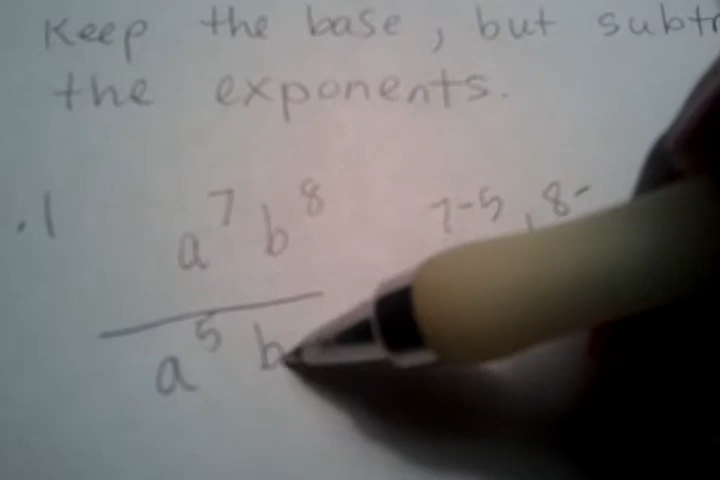 Keep the base, but subtr
the exponents.
.1 a⁷ b⁸ 7-5 8-
a⁵ b